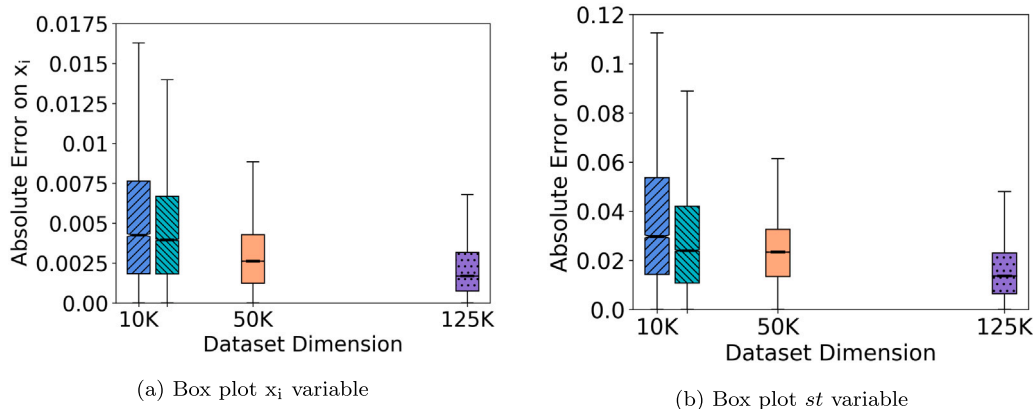 0.0175
0.015
0.0125
0.01
0.0075
0.005
0.0025
0.00
Absolute Error on xᵢ
10K 50K 125K
Dataset Dimension
(a) Box plot xᵢ variable
0.12
0.1
0.08
0.06
0.04
0.02
0.0
Absolute Error on st
10K 50K 125K
Dataset Dimension
(b) Box plot st variable